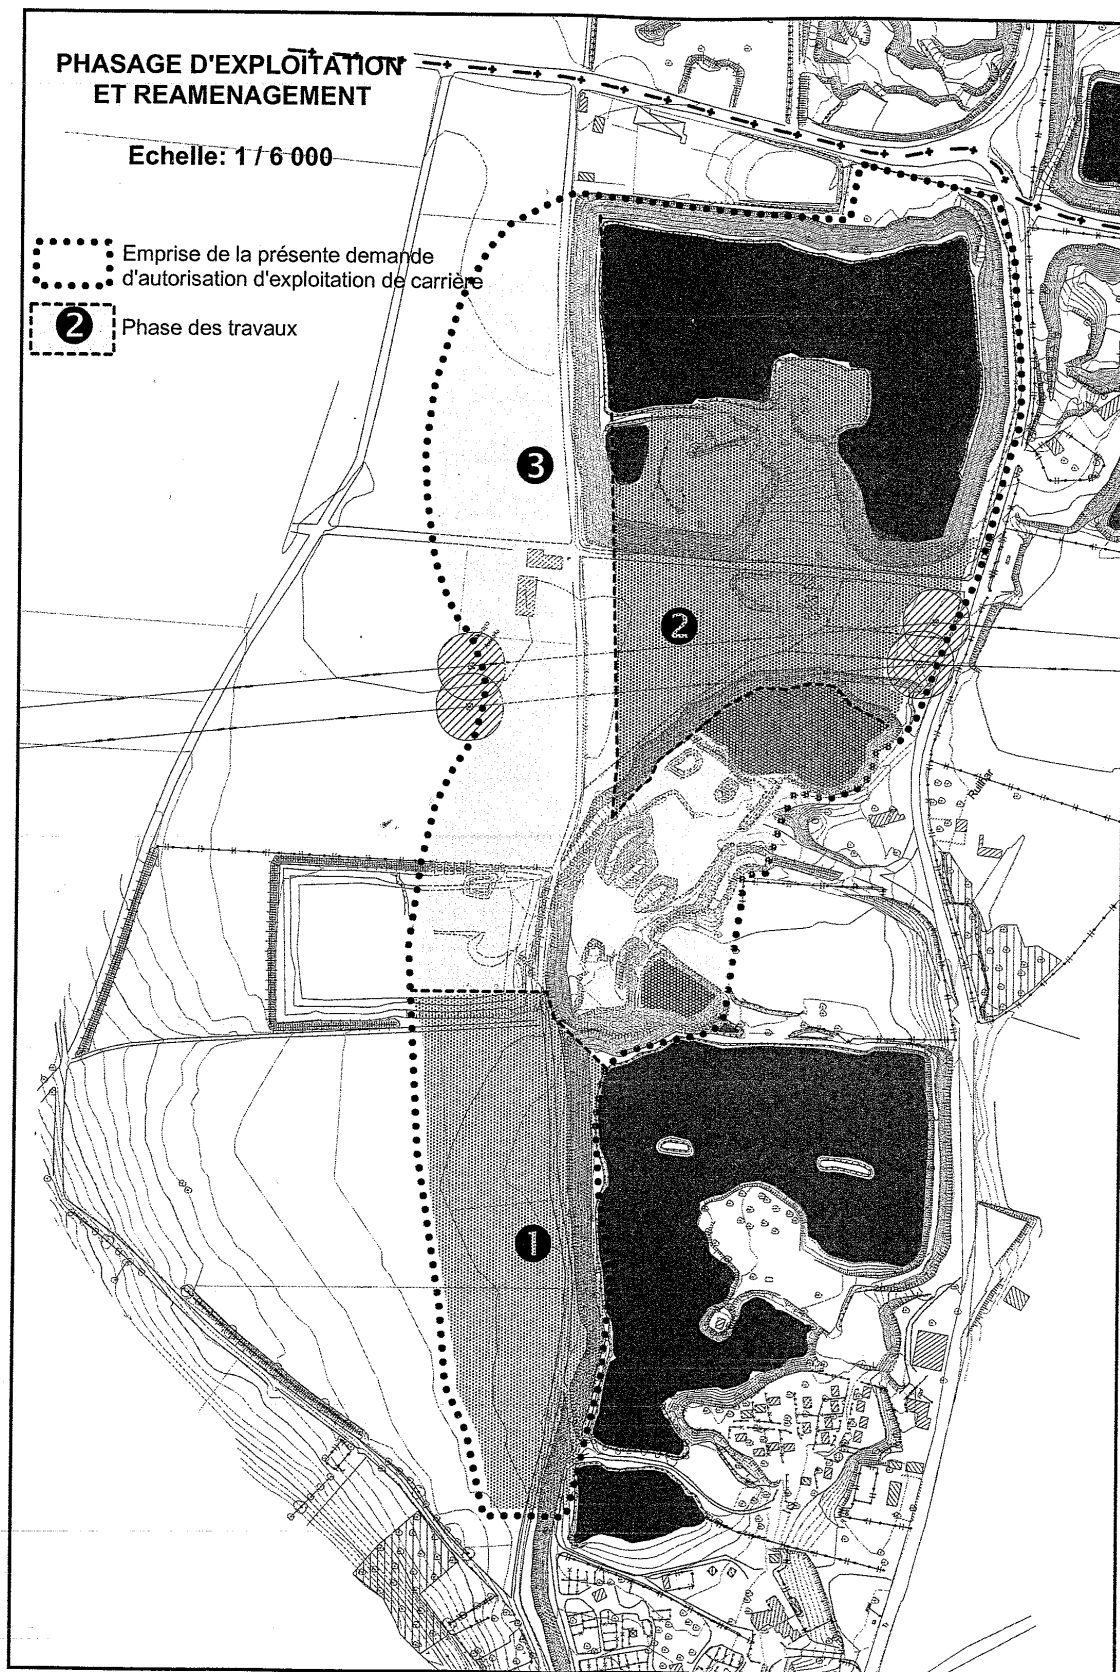 PHASAGE D'EXPLOITATION
ET REAMENAGEMENT
Echelle: 1 / 6 000
Emprise de la présente demande
d'autorisation d'exploitation de carrière
2 Phase des travaux
3
2
1